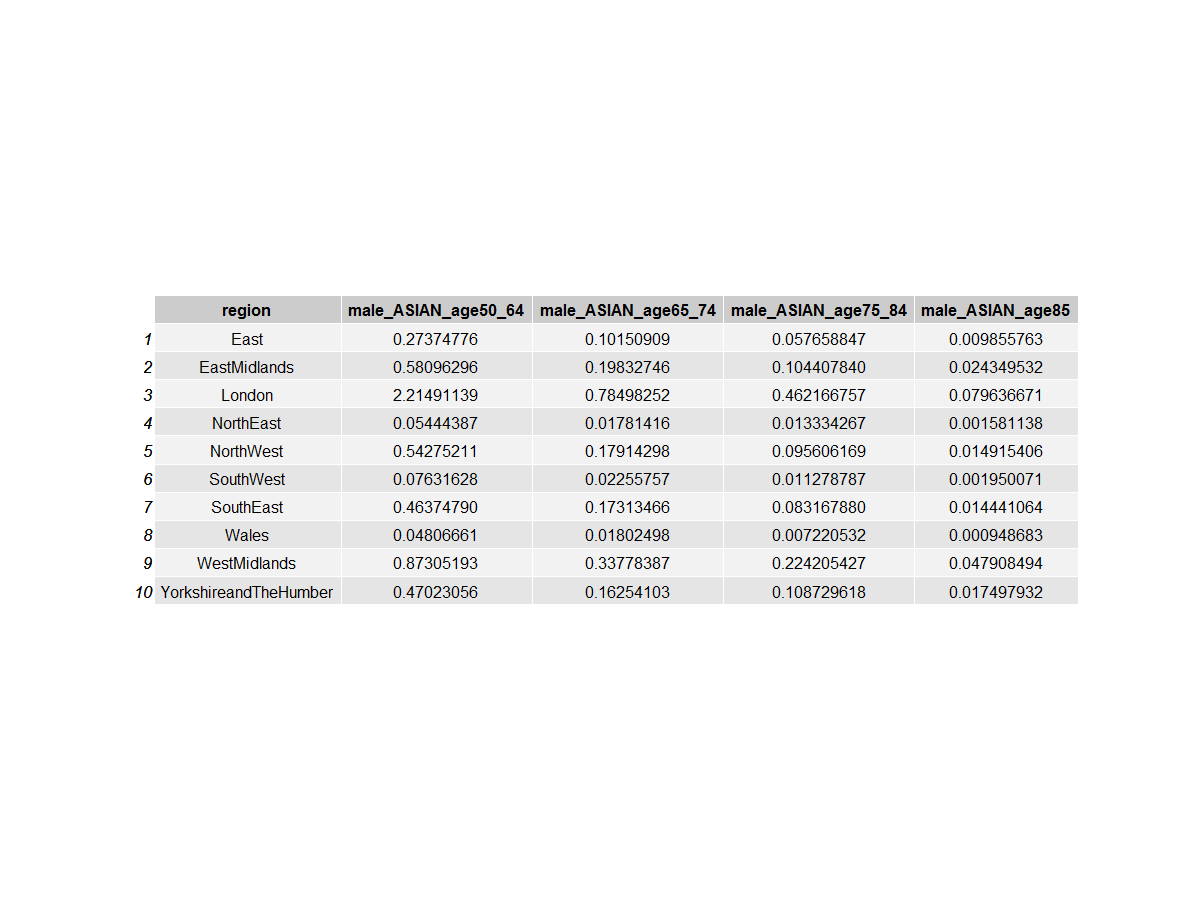 region male_ASIAN_age50_64 male_ASIAN_age65_74 male_ASIAN_age75_84 male_ASIAN_age85
1 East 0.27374776 0.10150909 0.057658847 0.009855763
2 EastMidlands 0.58096296 0.19832746 0.104407840 0.024349532
3 London 2.21491139 0.78498252 0.462166757 0.079636671
4 NorthEast 0.05444387 0.01781416 0.013334267 0.001581138
5 NorthWest 0.54275211 0.17914298 0.095606169 0.014915406
6 SouthWest 0.07631628 0.02255757 0.011278787 0.001950071
7 SouthEast 0.46374790 0.17313466 0.083167880 0.014441064
8 Wales 0.04806661 0.01802498 0.007220532 0.000948683
9 WestMidlands 0.87305193 0.33778387 0.224205427 0.047908494
10 YorkshireandTheHumber 0.47023056 0.16254103 0.108729618 0.017497932